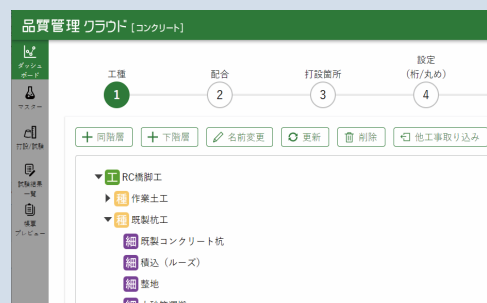 品質管理 クラウド [コンクリート]
ダッシュ
ボード
マスター
打設/試験
試験結果
一覧
帳票
プレビュー
工種
1
配合
2
打設箇所
3
設定
(桁/丸め)
4
同階層
下階層
名前変更
更新
削除
他工事取り込み
工 RC橋脚工
種 作業土工
種 既製杭工
細 既製コンクリート杭
細 積込（ルーズ）
細 整地